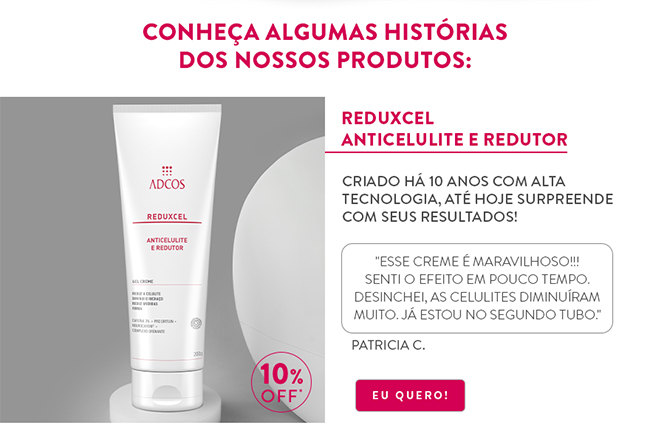 CONHEÇA ALGUMAS HISTÓRIAS
DOS NOSSOS PRODUTOS:
ADCOS
REDUXCEL
ANTICELULITE
E REDUTOR
GEL CREME
10%
OFF*
REDUXCEL
ANTICELULITE E REDUTOR
CRIADO HÁ 10 ANOS COM ALTA
TECNOLOGIA, ATÉ HOJE SURPREENDE
COM SEUS RESULTADOS!
"ESSE CREME É MARAVILHOSO!!!
SENTI O EFEITO EM POUCO TEMPO.
DESINCHEI, AS CELULITES DIMINUÍRAM
MUITO. JÁ ESTOU NO SEGUNDO TUBO."
PATRICIA C.
EU QUERO!